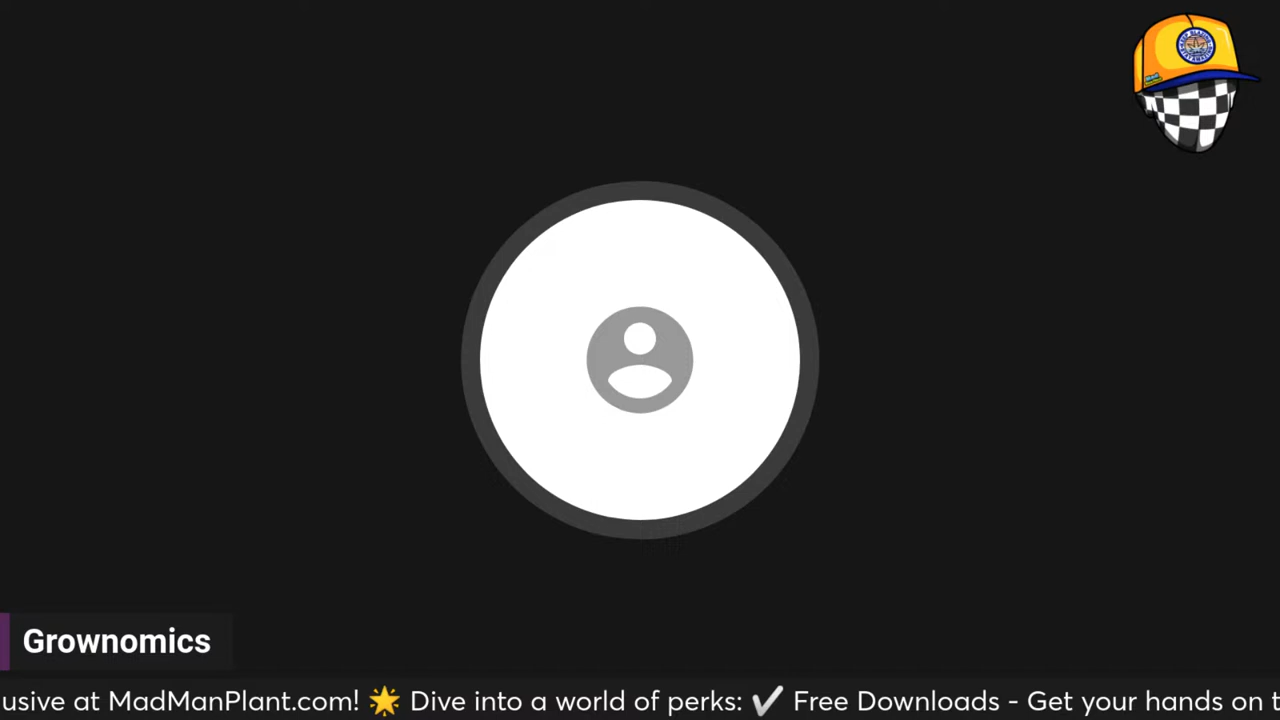 Grownomics
usive at MadManPlant.com! 🌟 Dive into a world of perks: ✔️ Free Downloads - Get your hands on t